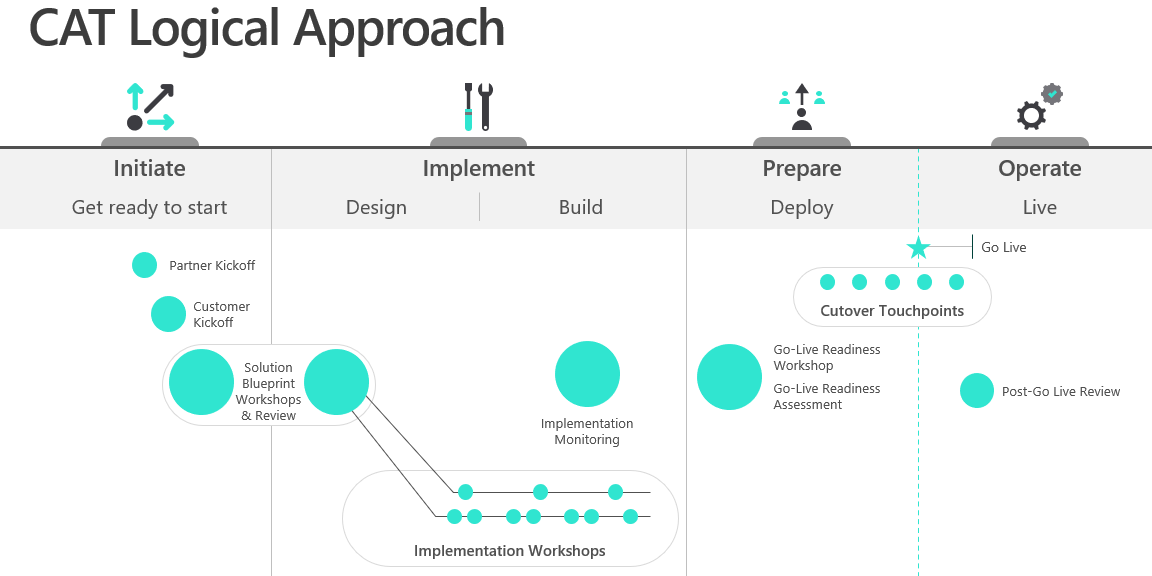 CAT Logical Approach
Initiate
Implement
Prepare
Operate
Get ready to start
Design
Build
Deploy
Live
Go Live
Partner Kickoff
Customer
Kickoff
Cutover Touchpoints
Solution
Blueprint
Workshops
& Review
Implementation
Monitoring
Go-Live Readiness
Workshop
Go-Live Readiness
Assessment
Post-Go Live Review
Implementation Workshops